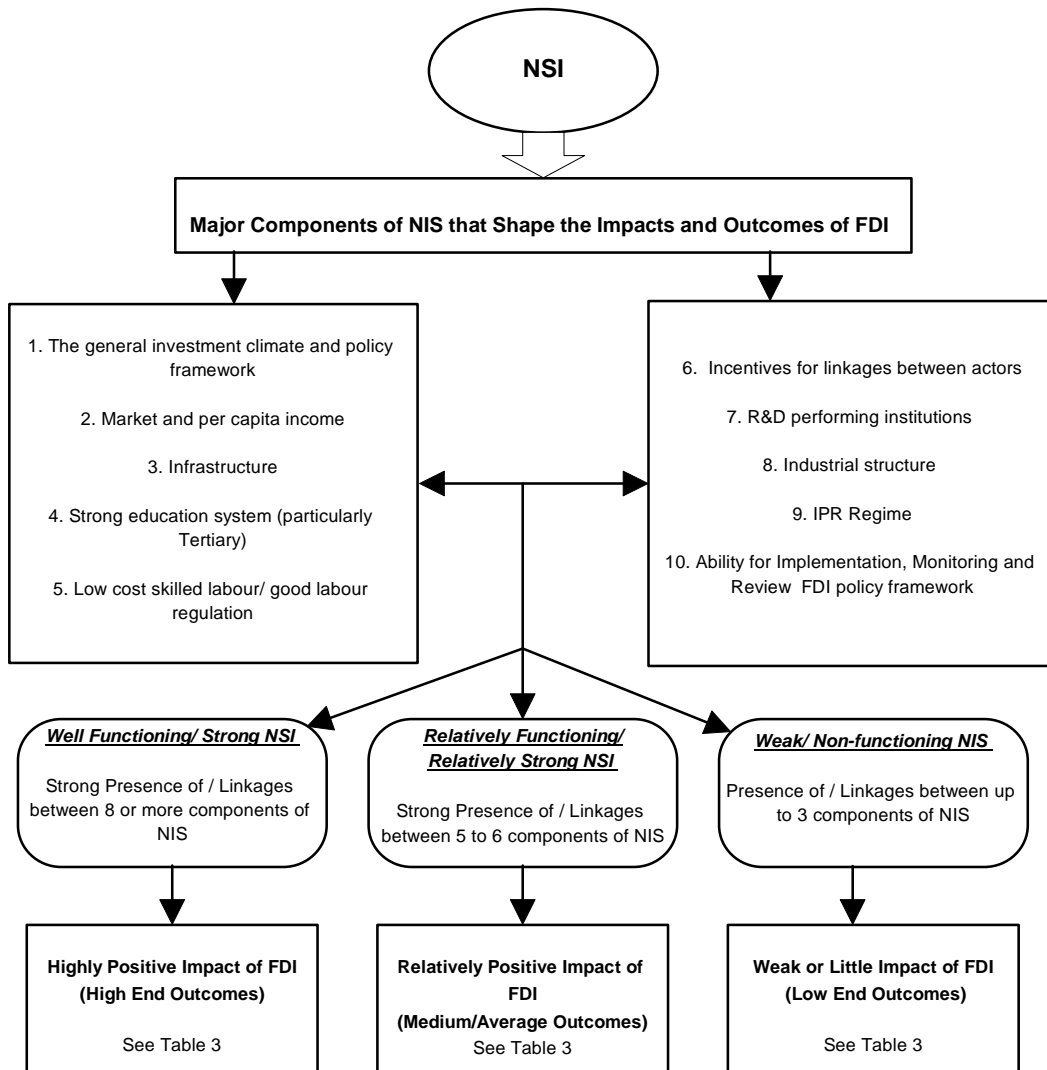 NSI
Major Components of NIS that Shape the Impacts and Outcomes of FDI
1. The general investment climate and policy
framework
2. Market and per capita income
3. Infrastructure
4. Strong education system (particularly
Tertiary)
5. Low cost skilled labour/ good labour
regulation
6. Incentives for linkages between actors
7. R&D performing institutions
8. Industrial structure
9. IPR Regime
10. Ability for Implementation, Monitoring and
Review FDI policy framework
Well Functioning/ Strong NSI
Strong Presence of / Linkages
between 8 or more components of
NIS
Relatively Functioning/
Relatively Strong NSI
Strong Presence of / Linkages
between 5 to 6 components of NIS
Weak/ Non-functioning NIS
Presence of / Linkages between up
to 3 components of NIS
Highly Positive Impact of FDI
(High End Outcomes)
See Table 3
Relatively Positive Impact of
FDI
(Medium/Average Outcomes)
See Table 3
Weak or Little Impact of FDI
(Low End Outcomes)
See Table 3